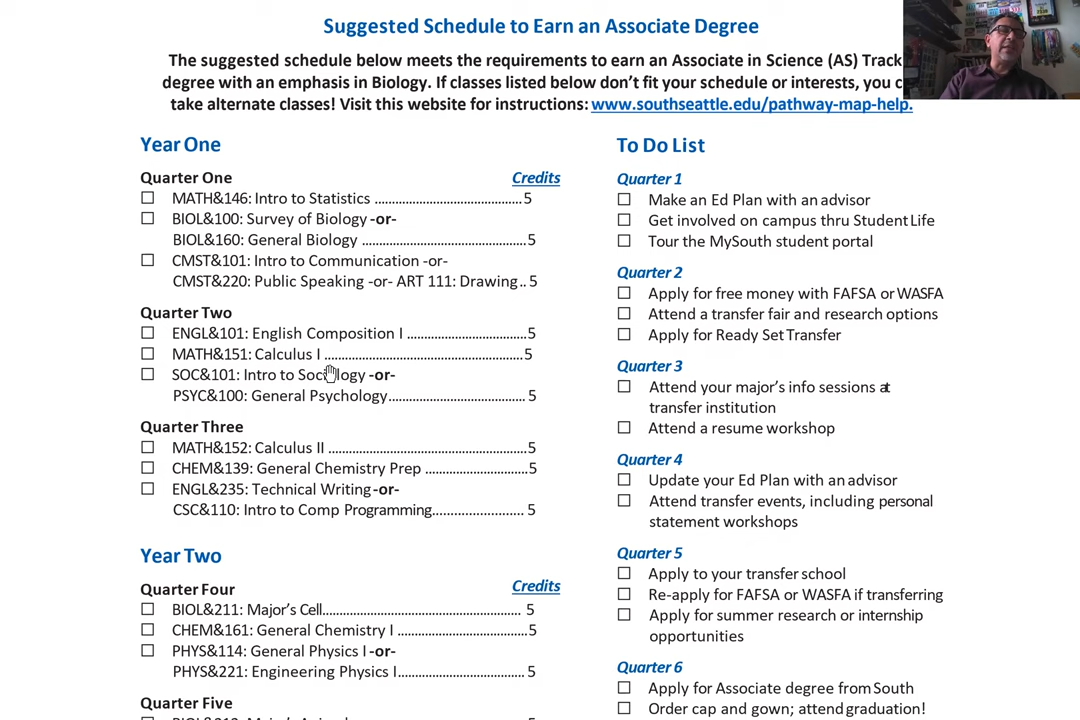 Suggested Schedule to Earn an Associate Degree
The suggested schedule below meets the requirements to earn an Associate in Science (AS) Track
degree with an emphasis in Biology. If classes listed below don't fit your schedule or interests, you c
take alternate classes! Visit this website for instructions: www.southseattle.edu/pathway-map-help.
Year One
Quarter One Credits
☐ MATH&146: Intro to Statistics ........................................... 5
☐ BIOL&100: Survey of Biology -or-
BIOL&160: General Biology ..............................................5
☐ CMST&101: Intro to Communication -or-
CMST&220: Public Speaking -or- ART 111: Drawing.. 5
Quarter Two
☐ ENGL&101: English Composition I ...................................5
☐ MATH&151: Calculus I .......................................................5
☐ SOC&101: Intro to Sociology -or-
PSYC&100: General Psychology...................................... 5
Quarter Three
☐ MATH&152: Calculus II ......................................................5
☐ CHEM&139: General Chemistry Prep .............................5
☐ ENGL&235: Technical Writing -or-
CSC&110: Intro to Comp Programming........................ 5
Year Two
Quarter Four Credits
☐ BIOL&211: Major's Cell..................................................... 5
☐ CHEM&161: General Chemistry I ....................................5
☐ PHYS&114: General Physics I -or-
PHYS&221: Engineering Physics I................................... 5
Quarter Five
To Do List
Quarter 1
☐ Make an Ed Plan with an advisor
☐ Get involved on campus thru Student Life
☐ Tour the MySouth student portal
Quarter 2
☐ Apply for free money with FAFSA or WASFA
☐ Attend a transfer fair and research options
☐ Apply for Ready Set Transfer
Quarter 3
☐ Attend your major's info sessions at
transfer institution
☐ Attend a resume workshop
Quarter 4
☐ Update your Ed Plan with an advisor
☐ Attend transfer events, including personal
statement workshops
Quarter 5
☐ Apply to your transfer school
☐ Re-apply for FAFSA or WASFA if transferring
☐ Apply for summer research or internship
opportunities
Quarter 6
☐ Apply for Associate degree from South
☐ Order cap and gown; attend graduation!